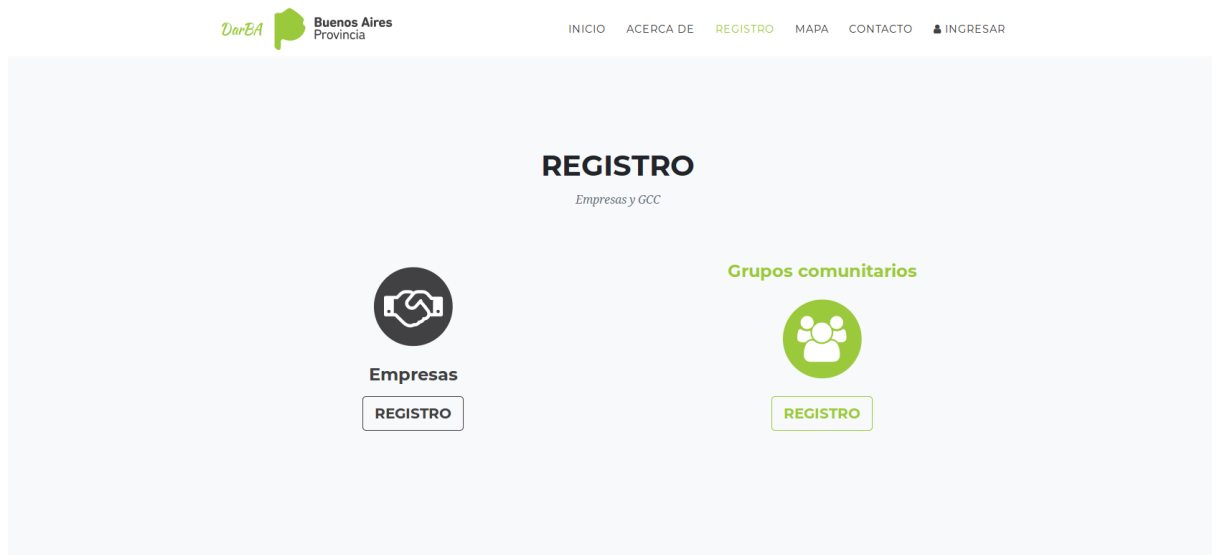 DarBA
Buenos Aires
Provincia
INICIO ACERCA DE REGISTRO MAPA CONTACTO INGRESAR
REGISTRO
Empresas y GCC
Empresas
REGISTRO
Grupos comunitarios
REGISTRO